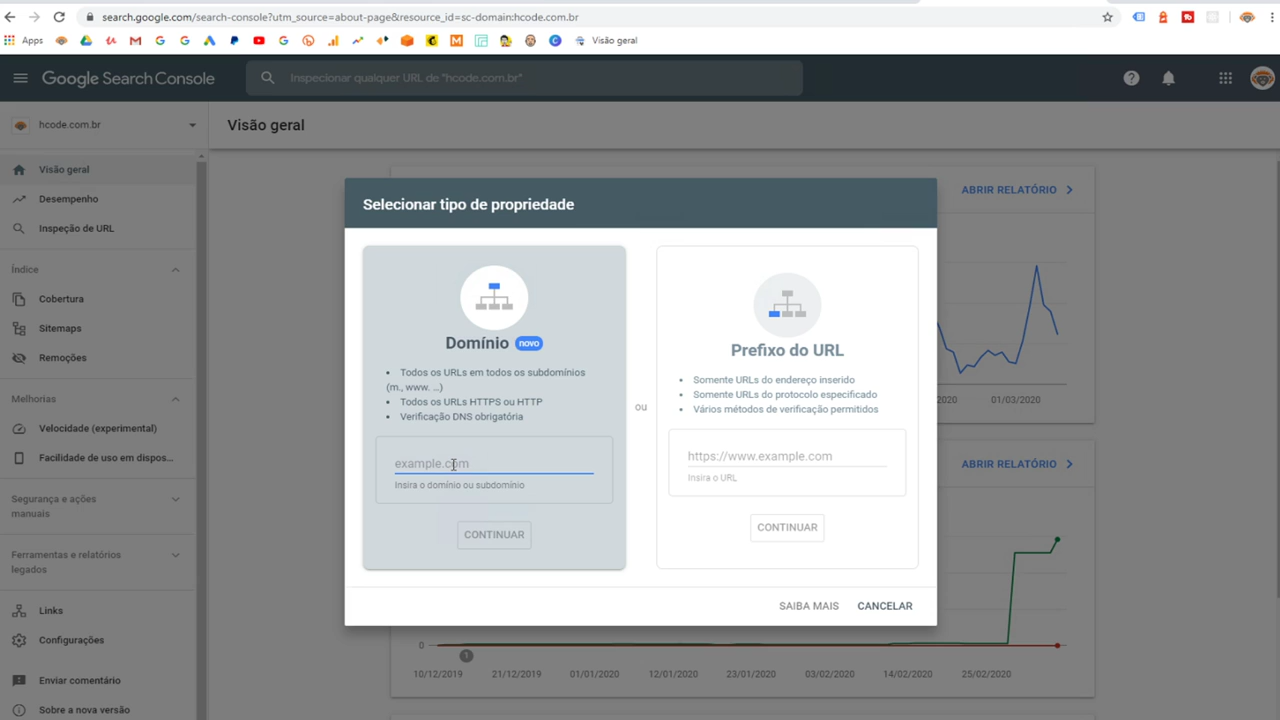 search.google.com/search-console?utm_source=about-page&resource_id=sc-domain:hcode.com.br
Apps
Visão geral
Google Search Console
Inspecionar qualquer URL de "hcode.com.br"
hcode.com.br
Visão geral
Visão geral
Desempenho
Inspeção de URL
Índice
Cobertura
Sitemaps
Remoções
Melhorias
Velocidade (experimental)
Facilidade de uso em dispos...
Segurança e ações
manuais
Ferramentas e relatórios
legados
Links
Configurações
Enviar comentário
Sobre a nova versão
ABRIR RELATÓRIO
2020
01/03/2020
ABRIR RELATÓRIO
Selecionar tipo de propriedade
Domínio novo
Todos os URLs em todos os subdomínios
(m., www. ...)
Todos os URLs HTTPS ou HTTP
Verificação DNS obrigatória
example.com
Insira o domínio ou subdomínio
CONTINUAR
ou
Prefixo do URL
Somente URLs do endereço inserido
Somente URLs do protocolo especificado
Vários métodos de verificação permitidos
https://www.example.com
Insira o URL
CONTINUAR
SAIBA MAIS
CANCELAR
0
1
10/12/2019
21/12/2019
01/01/2020
12/01/2020
23/01/2020
03/02/2020
14/02/2020
25/02/2020